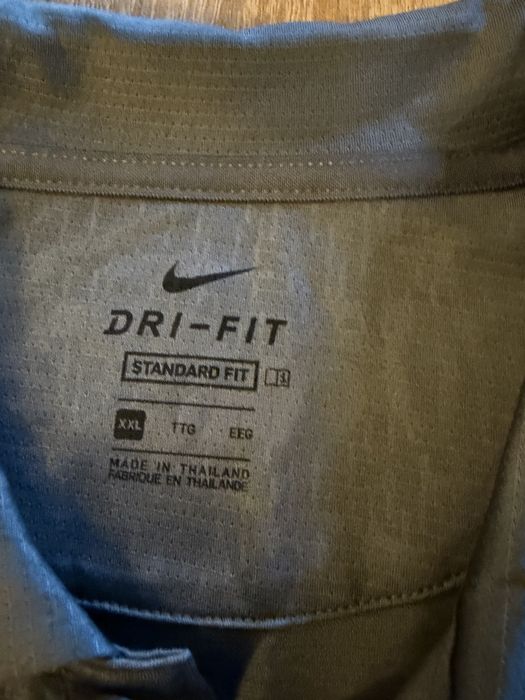 DRI-FIT
STANDARD FIT
XXL TTG EEG
MADE IN THAILAND
FABRIQUE EN THAILANDE